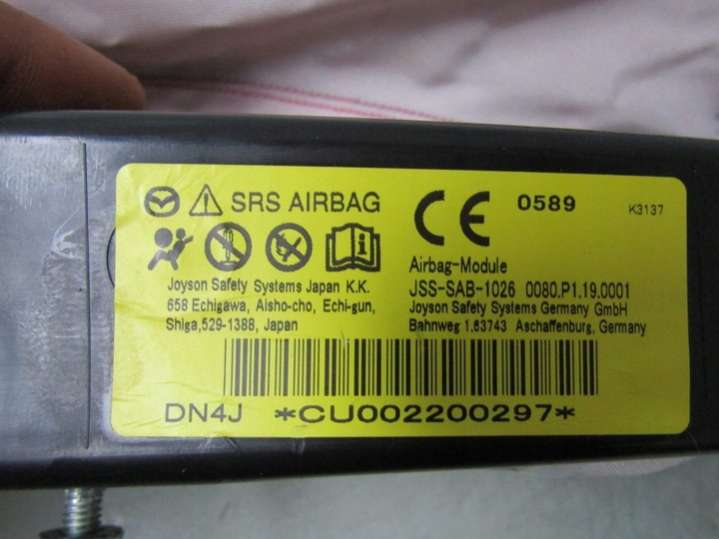 SRS AIRBAG
CE 0589 K3137
Joyson Safety Systems Japan K.K.
658 Echigawa, Aisho-cho, Echi-gun,
Shiga,529-1388, Japan
Airbag-Module
JSS-SAB-1026 0080.P1.19.0001
Joyson Safety Systems Germany GmbH
Bahnweg 1,63743 Aschaffenburg, Germany
DN4J *CU002200297*